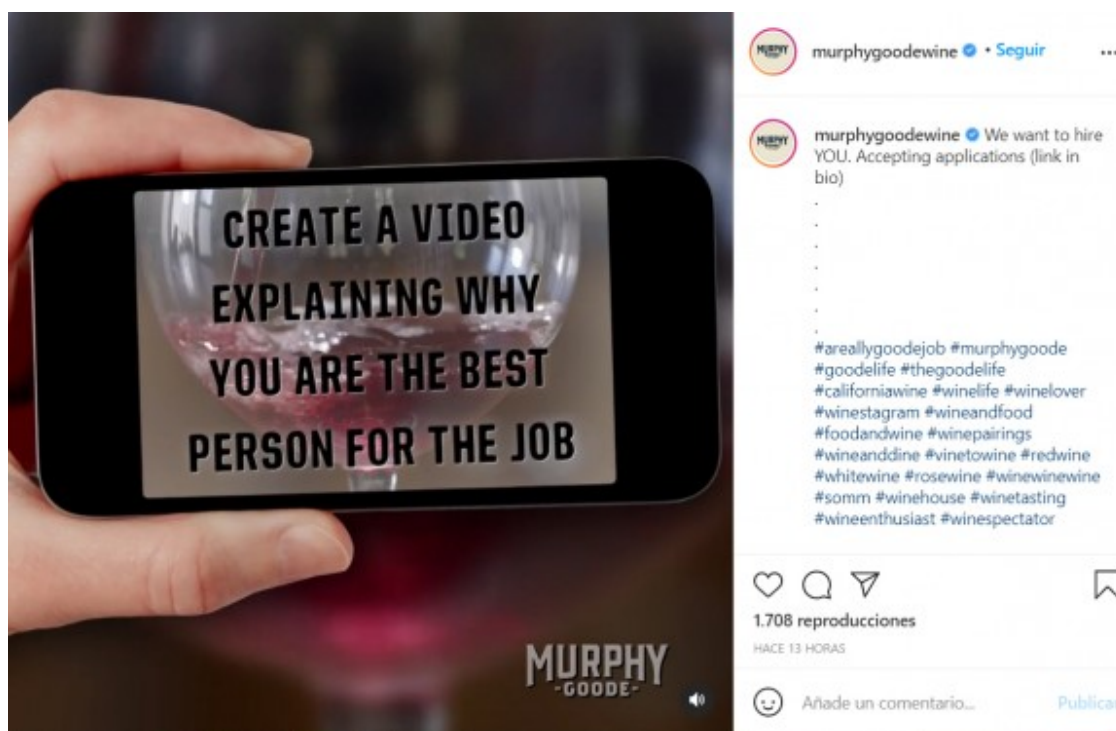 CREATE A VIDEO
EXPLAINING WHY
YOU ARE THE BEST
PERSON FOR THE JOB
MURPHY
-GOODE-
MURPHY
murphygoodewine • Seguir
MURPHY
murphygoodewine We want to hire
YOU. Accepting applications (link in
bio)
.
.
.
.
.
.
.
#areallygoodejob #murphygoode
#goodelife #thegoodelife
#californiawine #winelife #winelover
#winestagram #wineandfood
#foodandwine #winepairings
#wineanddine #vinetowine #redwine
#whitewine #rosewine #winewinewine
#somm #winehouse #winetasting
#wineenthusiast #winespectator
1.708 reproducciones
HACE 13 HORAS
Añade un comentario...
Publicar